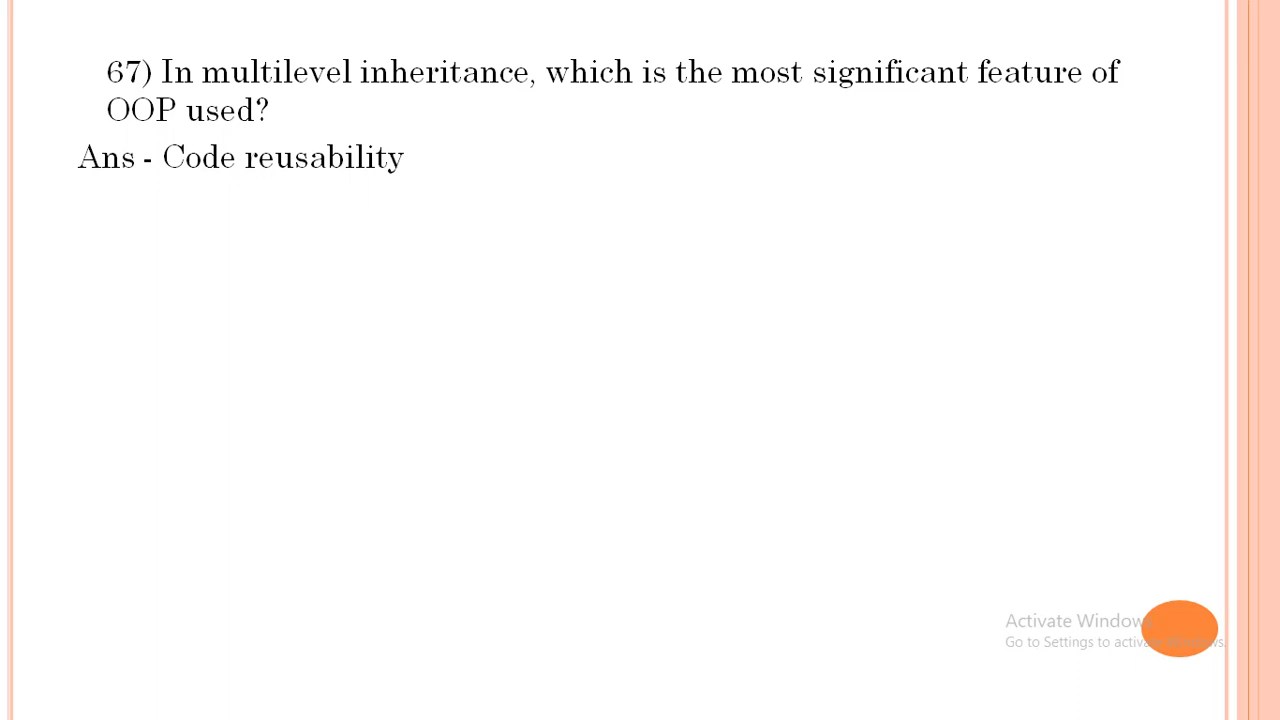 67) In multilevel inheritance, which is the most significant feature of
OOP used?
Ans - Code reusability
Activate Windows
Go to Settings to activate Windows.